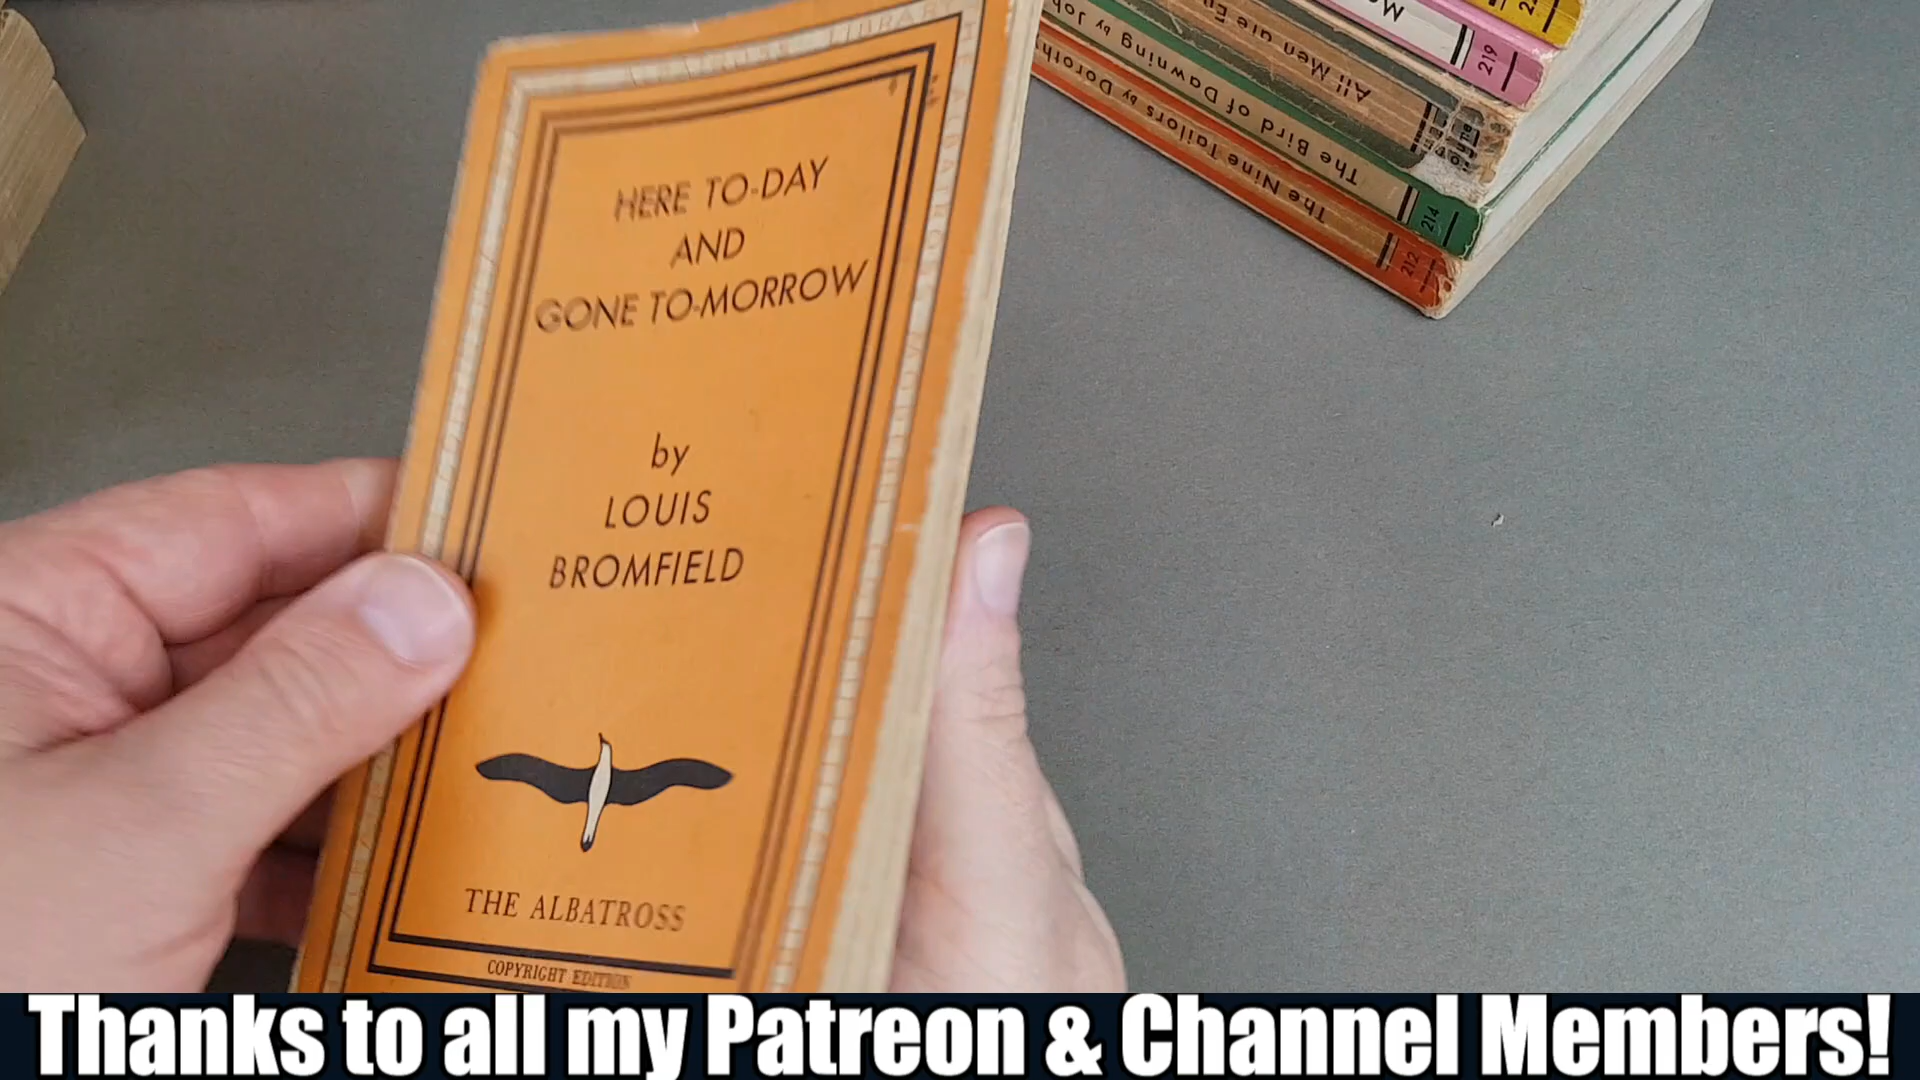 HERE TO-DAY
AND
GONE TO-MORROW
by
LOUIS
BROMFIELD
THE ALBATROSS
COPYRIGHT EDITION
219
All Men are
The Bird of Dawning by Joh
214
The Nine Tailors by Doroth
212
Thanks to all my Patreon & Channel Members!